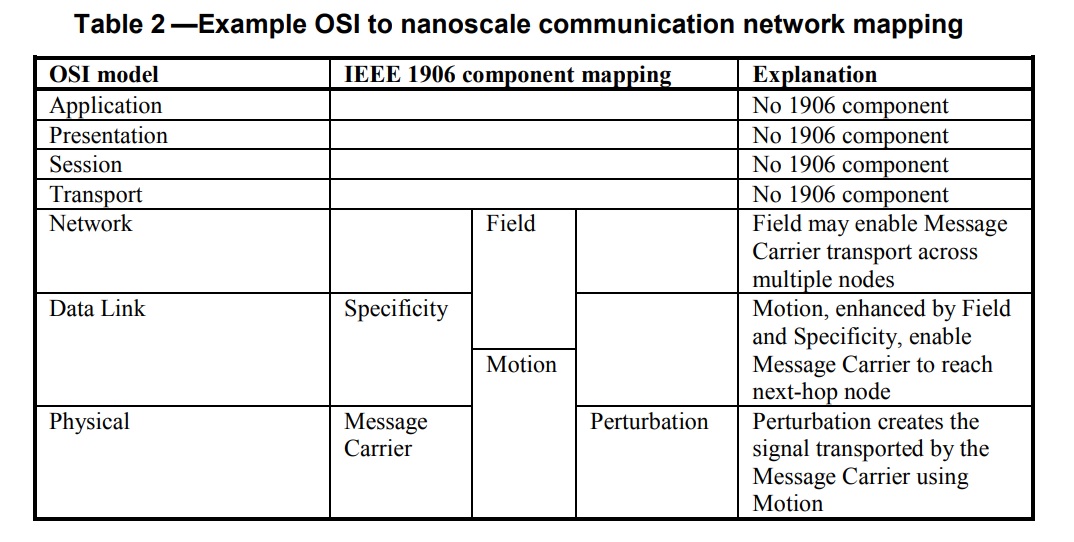 Table 2 —Example OSI to nanoscale communication network mapping
OSI model IEEE 1906 component mapping Explanation
Application No 1906 component
Presentation No 1906 component
Session No 1906 component
Transport No 1906 component
Network Field Field may enable Message
Carrier transport across
multiple nodes
Data Link Specificity Motion, enhanced by Field
and Specificity, enable
Motion Message Carrier to reach
next-hop node
Physical Message Perturbation Perturbation creates the
Carrier signal transported by the
Message Carrier using
Motion